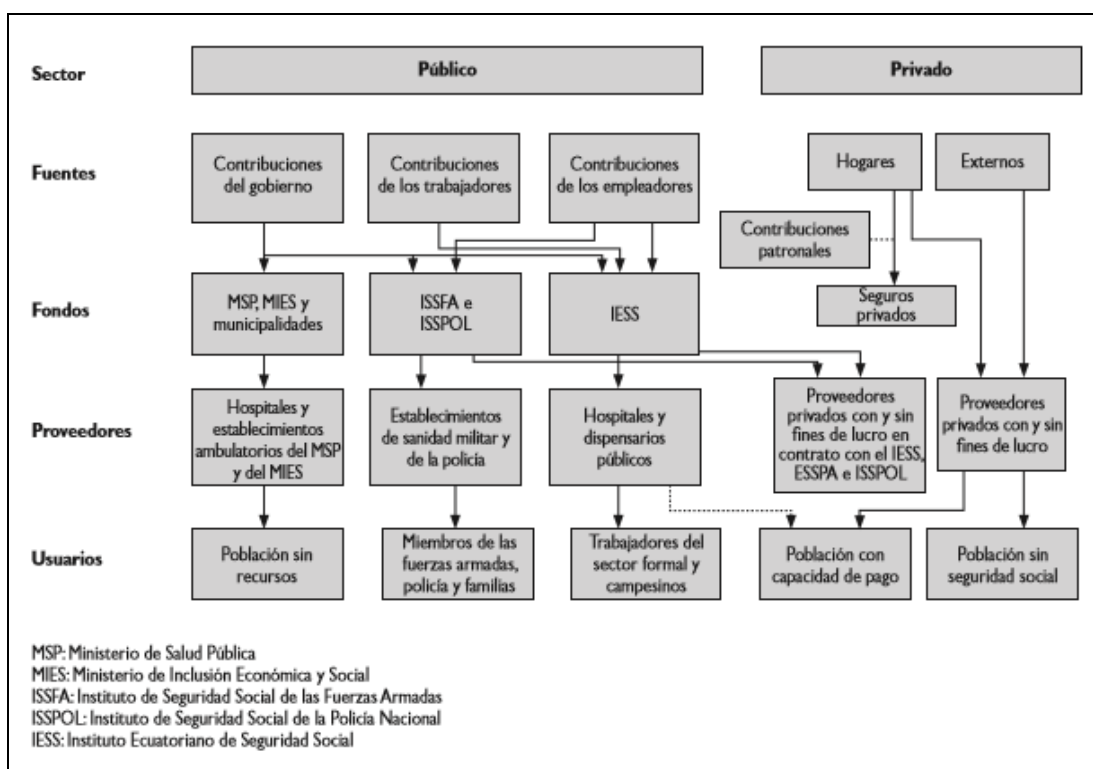 Sector
Público
Privado
Fuentes
Contribuciones
del gobierno
Contribuciones
de los trabajadores
Contribuciones
de los empleadores
Hogares
Externos
Contribuciones
patronales
Fondos
MSP, MIES y
municipalidades
ISSFA e
ISSPOL
IESS
Seguros
privados
Proveedores
Hospitales y
establecimientos
ambulatorios del MSP
y del MIES
Establecimientos
de sanidad militar y
de la policía
Hospitales y
dispensarios
públicos
Proveedores
privados con y sin
fines de lucro en
contrato con el IESS,
ESSPA e ISSPOL
Proveedores
privados con y sin
fines de lucro
Usuarios
Población sin
recursos
Miembros de las
fuerzas armadas,
policía y familias
Trabajadores del
sector formal y
campesinos
Población con
capacidad de pago
Población sin
seguridad social
MSP: Ministerio de Salud Pública
MIES: Ministerio de Inclusión Económica y Social
ISSFA: Instituto de Seguridad Social de las Fuerzas Armadas
ISSPOL: Instituto de Seguridad Social de la Policía Nacional
IESS: Instituto Ecuatoriano de Seguridad Social